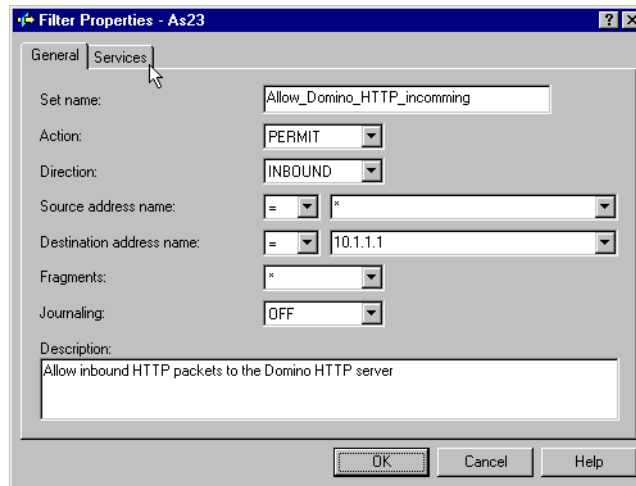 Filter Properties - As23
General Services
Set name: Allow_Domino_HTTP_incomming
Action: PERMIT
Direction: INBOUND
Source address name: = *
Destination address name: = 10.1.1.1
Fragments: *
Journaling: OFF
Description:
Allow inbound HTTP packets to the Domino HTTP server
OK Cancel Help